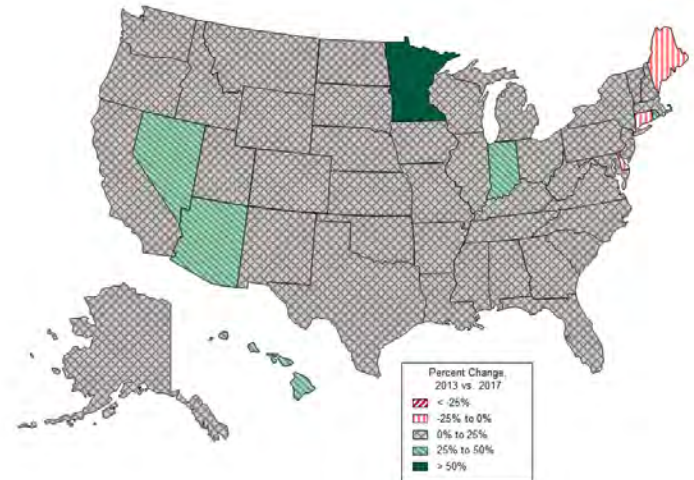 Percent Change,
2013 vs. 2017
< -25%
-25% to 0%
0% to 25%
25% to 50%
> 50%